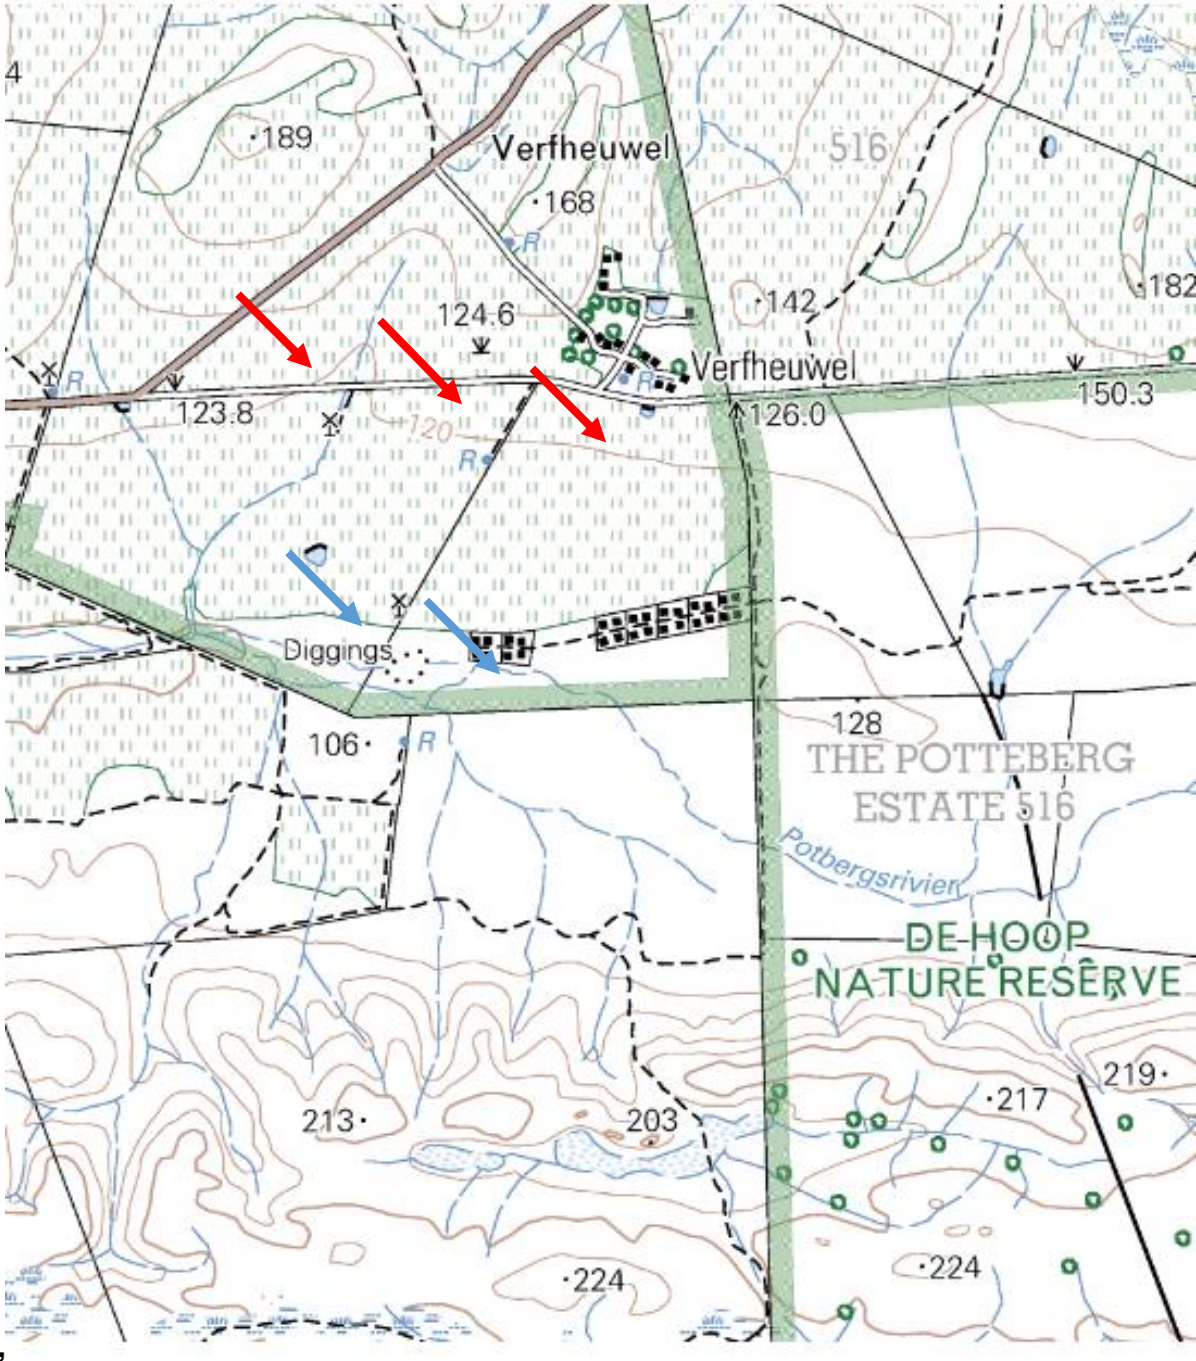 4
189
Verfheuwel
516
168
R
142
182
124.6
Verfheuwel
R
R
123.8
126.0
150.3
120
R
Diggings
106
R
128
THE POTTEBERG
ESTATE 516
Potbergsrivier
DE HOOP
NATURE RESERVE
219
217
213
203
224
224